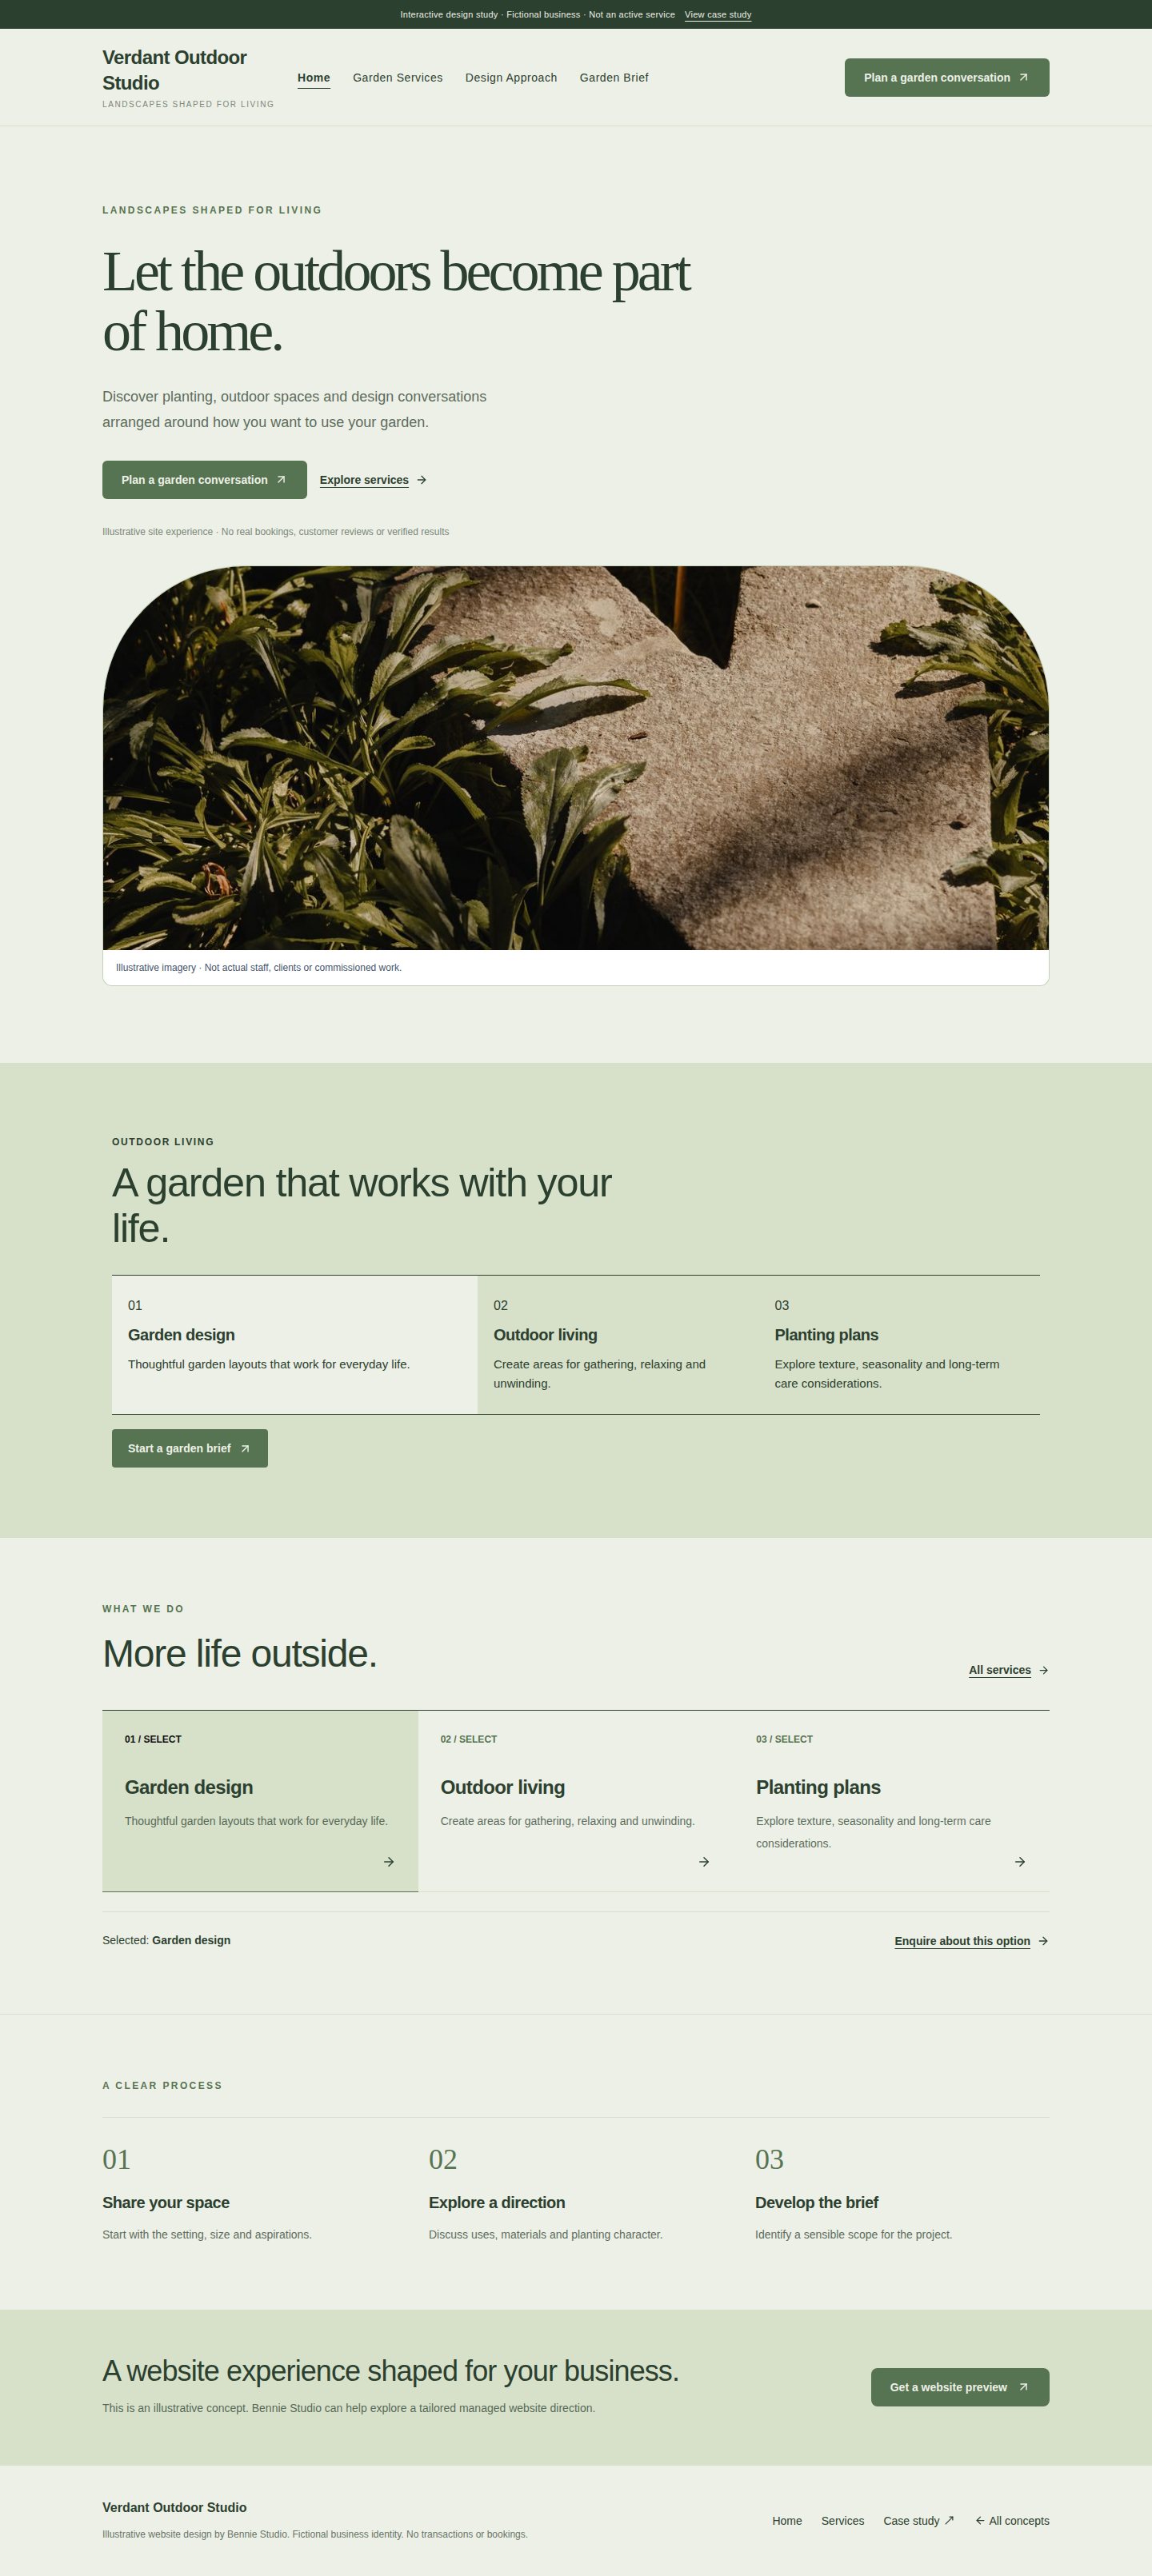 Interactive design study · Fictional business · Not an active service View case study
Verdant Outdoor
Studio
LANDSCAPES SHAPED FOR LIVING
Home Garden Services Design Approach Garden Brief
Plan a garden conversation
LANDSCAPES SHAPED FOR LIVING
Let the outdoors become part
of home.
Discover planting, outdoor spaces and design conversations
arranged around how you want to use your garden.
Plan a garden conversation Explore services
Illustrative site experience · No real bookings, customer reviews or verified results
Illustrative imagery · Not actual staff, clients or commissioned work.
OUTDOOR LIVING
A garden that works with your
life.
01
Garden design
Thoughtful garden layouts that work for everyday life.
02
Outdoor living
Create areas for gathering, relaxing and
unwinding.
03
Planting plans
Explore texture, seasonality and long-term
care considerations.
Start a garden brief
WHAT WE DO
More life outside.
All services
01 / SELECT
Garden design
Thoughtful garden layouts that work for everyday life.
02 / SELECT
Outdoor living
Create areas for gathering, relaxing and unwinding.
03 / SELECT
Planting plans
Explore texture, seasonality and long-term care
considerations.
Selected: Garden design
Enquire about this option
A CLEAR PROCESS
01
Share your space
Start with the setting, size and aspirations.
02
Explore a direction
Discuss uses, materials and planting character.
03
Develop the brief
Identify a sensible scope for the project.
A website experience shaped for your business.
This is an illustrative concept. Bennie Studio can help explore a tailored managed website direction.
Get a website preview
Verdant Outdoor Studio
Illustrative website design by Bennie Studio. Fictional business identity. No transactions or bookings.
Home Services Case study All concepts